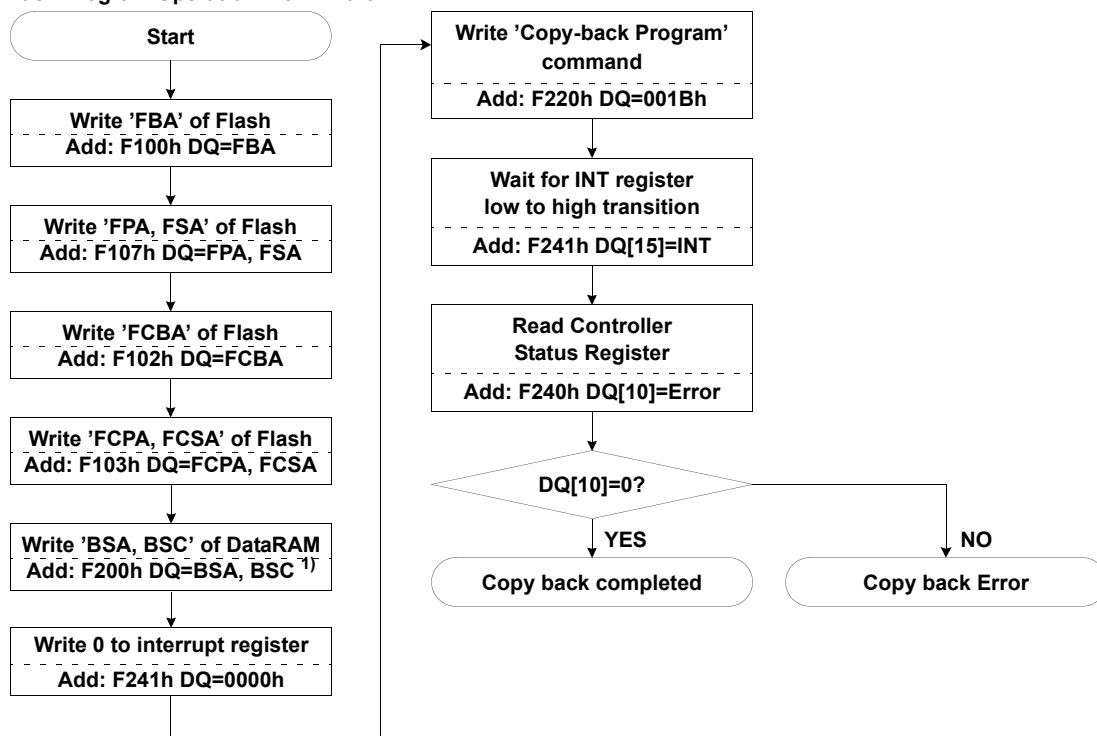 Start
Write 'FBA' of Flash
Add: F100h DQ=FBA
Write 'FPA, FSA' of Flash
Add: F107h DQ=FPA, FSA
Write 'FCBA' of Flash
Add: F102h DQ=FCBA
Write 'FCPA, FCSA' of Flash
Add: F103h DQ=FCPA, FCSA
Write 'BSA, BSC' of DataRAM
Add: F200h DQ=BSA, BSC 1)
Write 0 to interrupt register
Add: F241h DQ=0000h
Write 'Copy-back Program'
command
Add: F220h DQ=001Bh
Wait for INT register
low to high transition
Add: F241h DQ[15]=INT
Read Controller
Status Register
Add: F240h DQ[10]=Error
DQ[10]=0?
YES
NO
Copy back completed
Copy back Error